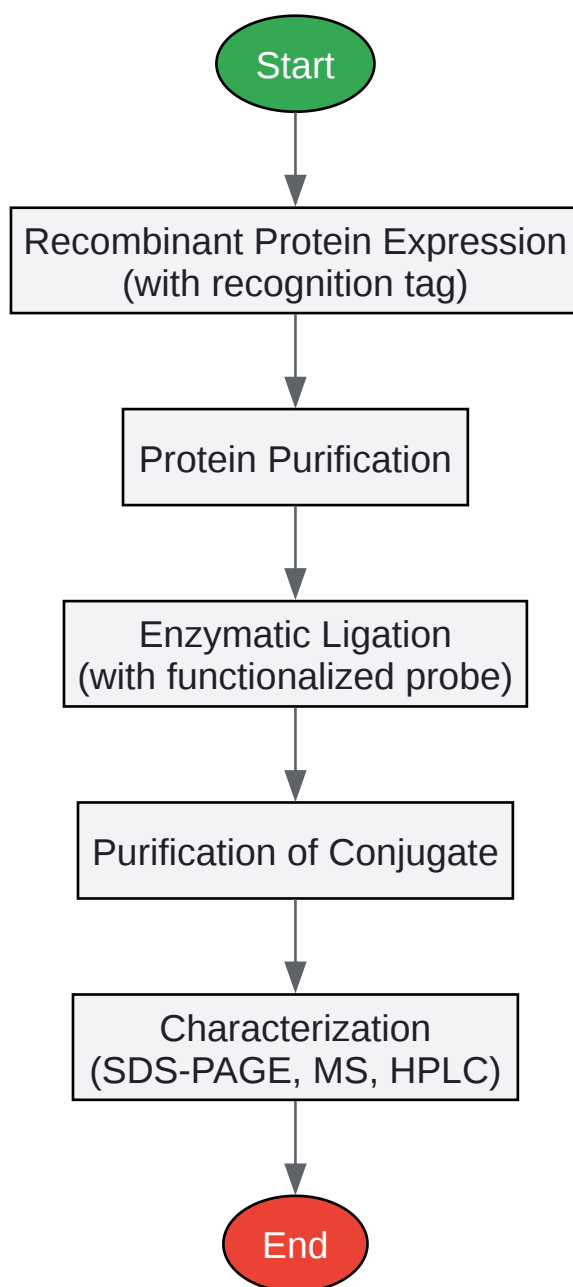 Start
Recombinant Protein Expression
(with recognition tag)
Protein Purification
Enzymatic Ligation
(with functionalized probe)
Purification of Conjugate
Characterization
(SDS-PAGE, MS, HPLC)
End